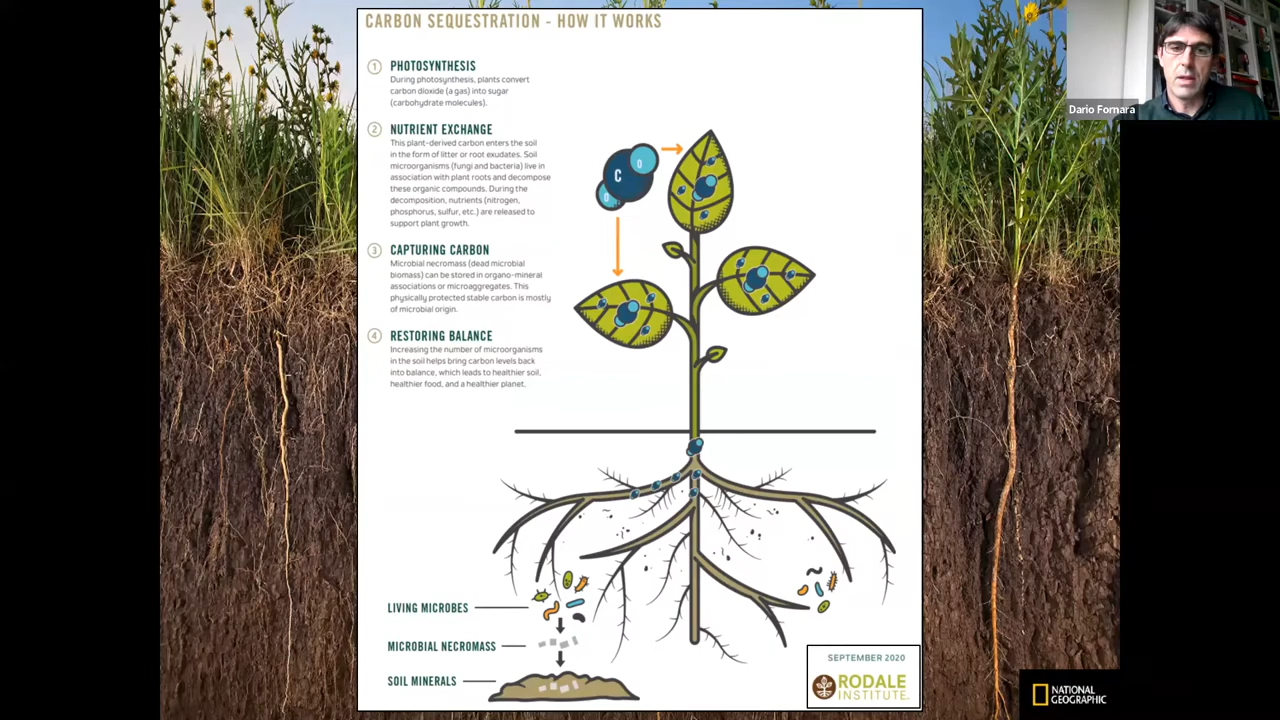 CARBON SEQUESTRATION - HOW IT WORKS
1 PHOTOSYNTHESIS
During photosynthesis, plants convert
carbon dioxide (a gas) into sugar
(carbohydrate molecules).
2 NUTRIENT EXCHANGE
This plant-derived carbon enters the soil
in the form of litter or root exudates. Soil
microorganisms (fungi and bacteria) live in
association with plant roots and decompose
these organic compounds. During the
decomposition, nutrients (nitrogen,
phosphorus, sulfur, etc.) are released to
support plant growth.
3 CAPTURING CARBON
Microbial necromass (dead microbial
biomass) can be stored in organo-mineral
associations or microaggregates. This
physically protected stable carbon is mostly
of microbial origin.
4 RESTORING BALANCE
Increasing the number of microorganisms
in the soil helps bring carbon levels back
into balance, which leads to healthier soil,
healthier food, and a healthier planet.
O
C
O
LIVING MICROBES
MICROBIAL NECROMASS
SOIL MINERALS
SEPTEMBER 2020
RODALE
INSTITUTE.
Dario Fornara
NATIONAL
GEOGRAPHIC